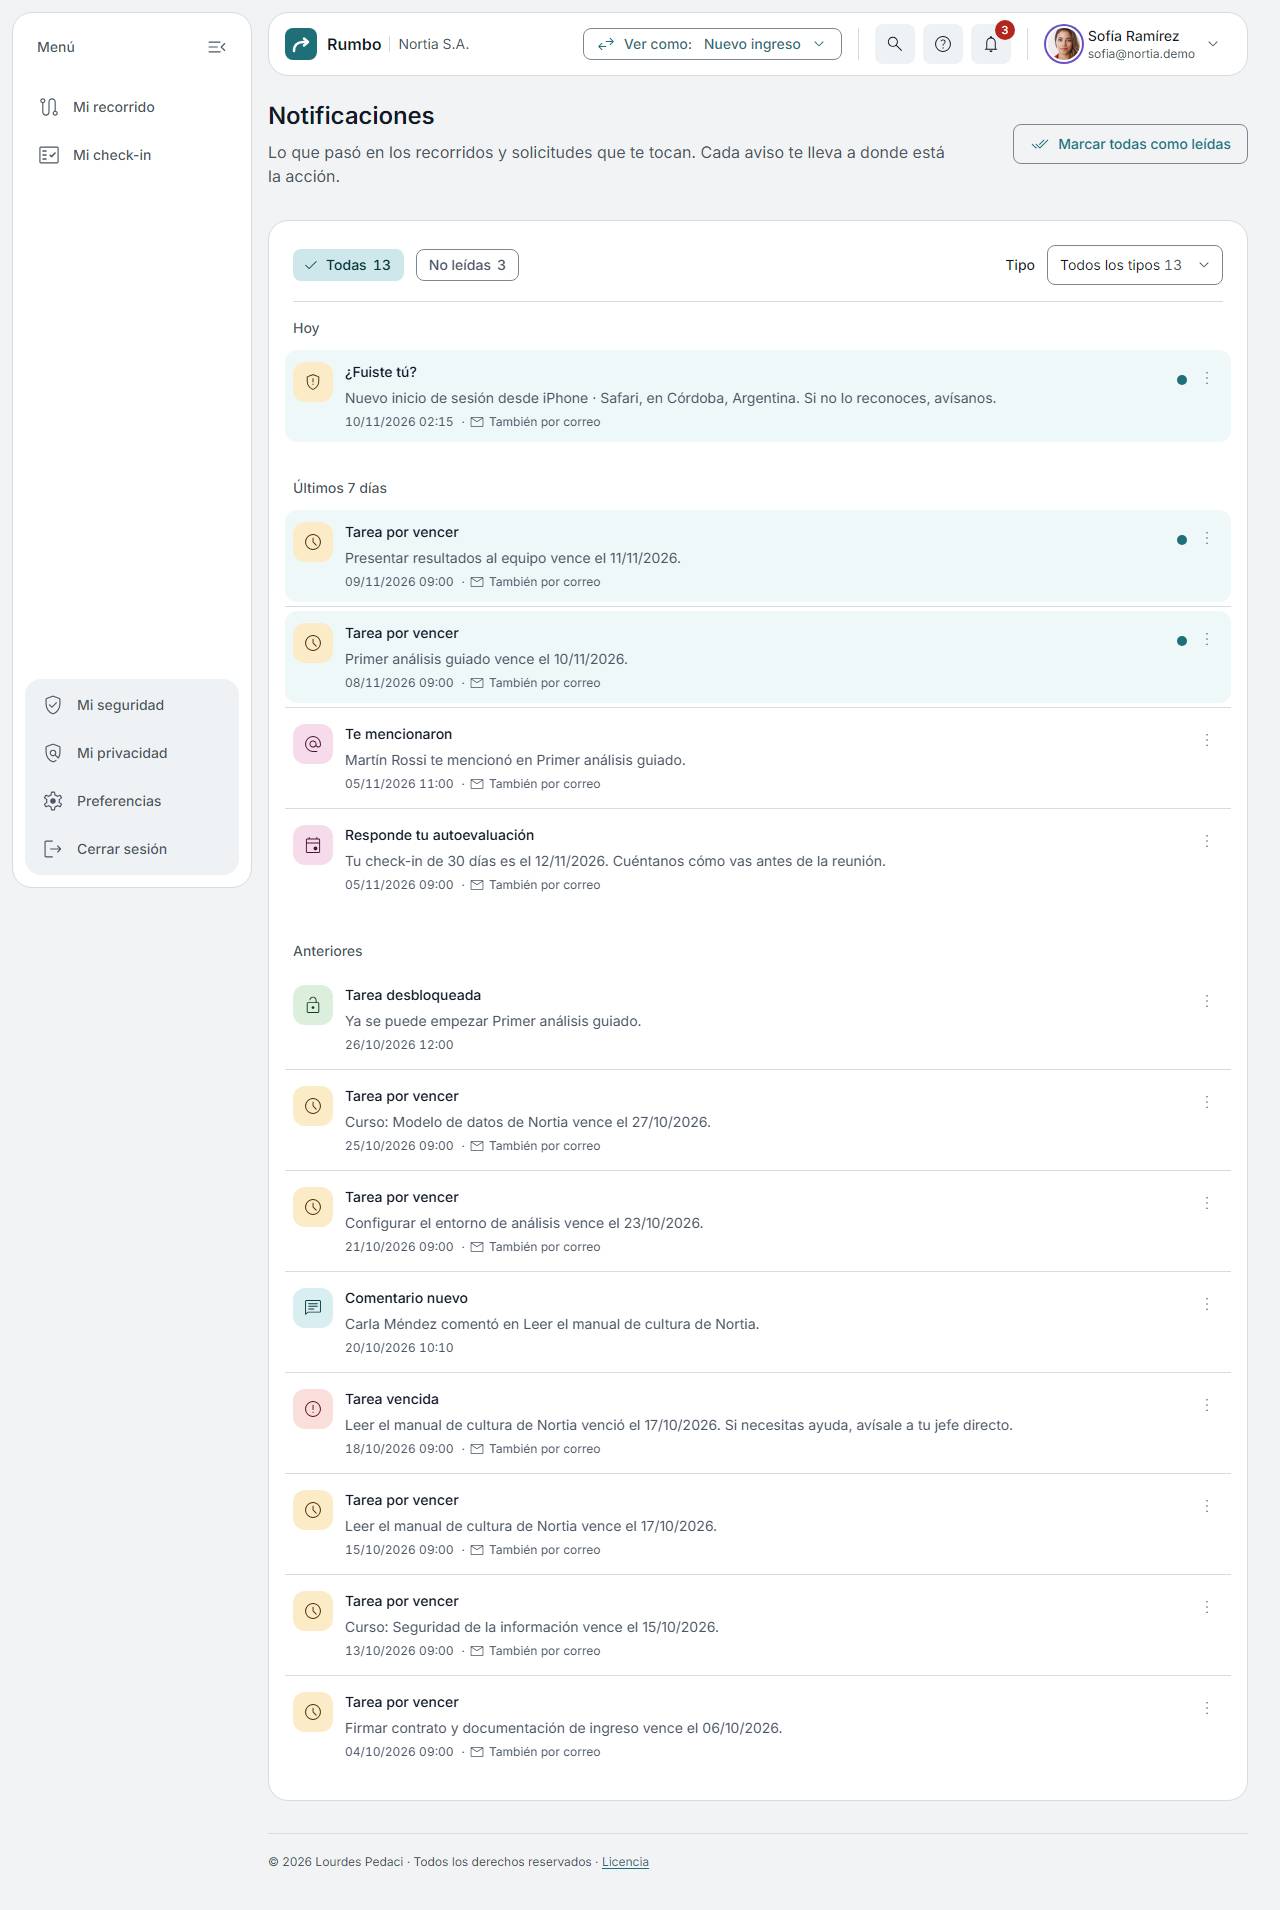 Menú
Mi recorrido
Mi check-in
Mi seguridad
Mi privacidad
Preferencias
Cerrar sesión
Rumbo
Nortia S.A.
Ver como: Nuevo ingreso
3
Sofía Ramírez
sofia@nortia.demo
Notificaciones
Lo que pasó en los recorridos y solicitudes que te tocan. Cada aviso te lleva a donde está
la acción.
Marcar todas como leídas
Todas 13
No leídas 3
Tipo
Todos los tipos 13
Hoy
¿Fuiste tú?
Nuevo inicio de sesión desde iPhone · Safari, en Córdoba, Argentina. Si no lo reconoces, avísanos.
10/11/2026 02:15 · También por correo
Últimos 7 días
Tarea por vencer
Presentar resultados al equipo vence el 11/11/2026.
09/11/2026 09:00 · También por correo
Tarea por vencer
Primer análisis guiado vence el 10/11/2026.
08/11/2026 09:00 · También por correo
Te mencionaron
Martín Rossi te mencionó en Primer análisis guiado.
05/11/2026 11:00 · También por correo
Responde tu autoevaluación
Tu check-in de 30 días es el 12/11/2026. Cuéntanos cómo vas antes de la reunión.
05/11/2026 09:00 · También por correo
Anteriores
Tarea desbloqueada
Ya se puede empezar Primer análisis guiado.
26/10/2026 12:00
Tarea por vencer
Curso: Modelo de datos de Nortia vence el 27/10/2026.
25/10/2026 09:00 · También por correo
Tarea por vencer
Configurar el entorno de análisis vence el 23/10/2026.
21/10/2026 09:00 · También por correo
Comentario nuevo
Carla Méndez comentó en Leer el manual de cultura de Nortia.
20/10/2026 10:10
Tarea vencida
Leer el manual de cultura de Nortia venció el 17/10/2026. Si necesitas ayuda, avísale a tu jefe directo.
18/10/2026 09:00 · También por correo
Tarea por vencer
Leer el manual de cultura de Nortia vence el 17/10/2026.
15/10/2026 09:00 · También por correo
Tarea por vencer
Curso: Seguridad de la información vence el 15/10/2026.
13/10/2026 09:00 · También por correo
Tarea por vencer
Firmar contrato y documentación de ingreso vence el 06/10/2026.
04/10/2026 09:00 · También por correo
© 2026 Lourdes Pedaci · Todos los derechos reservados · Licencia